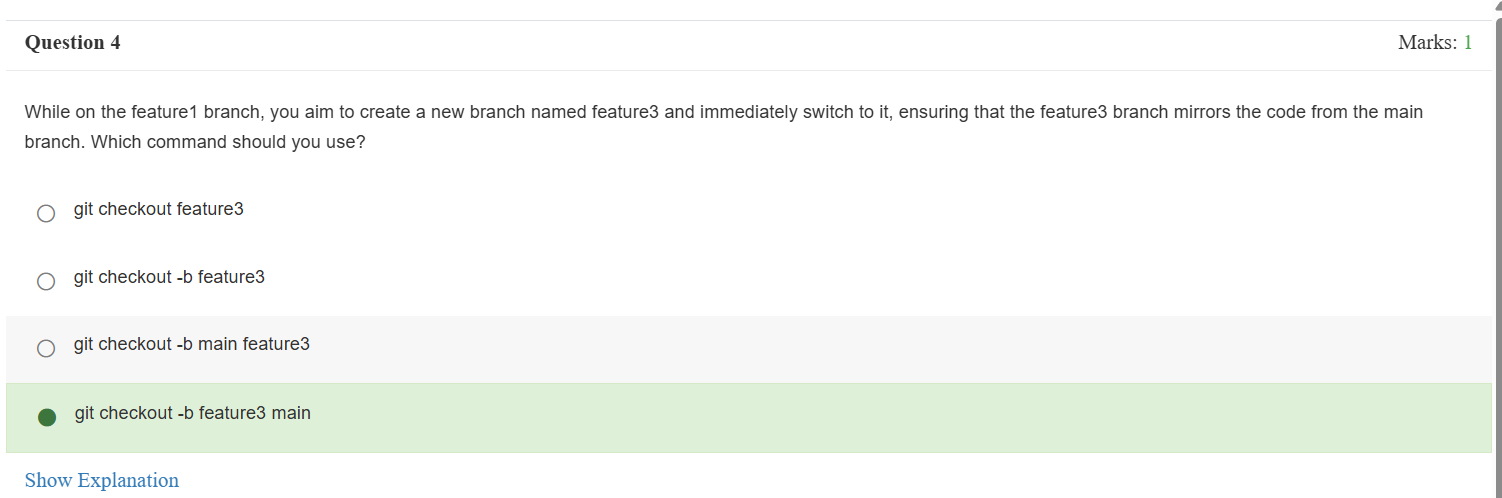 Question 4
Marks: 1
While on the feature1 branch, you aim to create a new branch named feature3 and immediately switch to it, ensuring that the feature3 branch mirrors the code from the main
branch. Which command should you use?
git checkout feature3
git checkout -b feature3
git checkout -b main feature3
git checkout -b feature3 main
Show Explanation